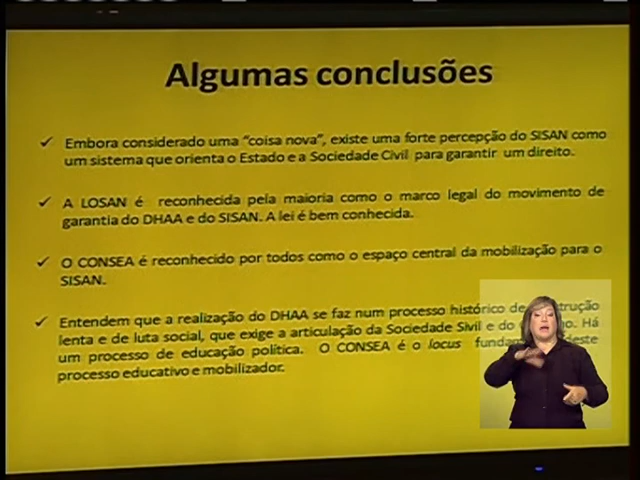 Algumas conclusões
✓ Embora considerado uma “coisa nova”, existe uma forte percepção do SISAN como
um sistema que orienta o Estado e a Sociedade Civil para garantir um direito.
✓ A LOSAN é reconhecida pela maioria como o marco legal do movimento de
garantia do DHAA e do SISAN. A lei é bem conhecida.
✓ O CONSEA é reconhecido por todos como o espaço central da mobilização para o
SISAN.
✓ Entendem que a realização do DHAA se faz num processo histórico de
lenta e de luta social, que exige a articulação da Sociedade Sivil e do Há
um processo de educação política. O CONSEA é o locus
processo educativo e mobilizador.